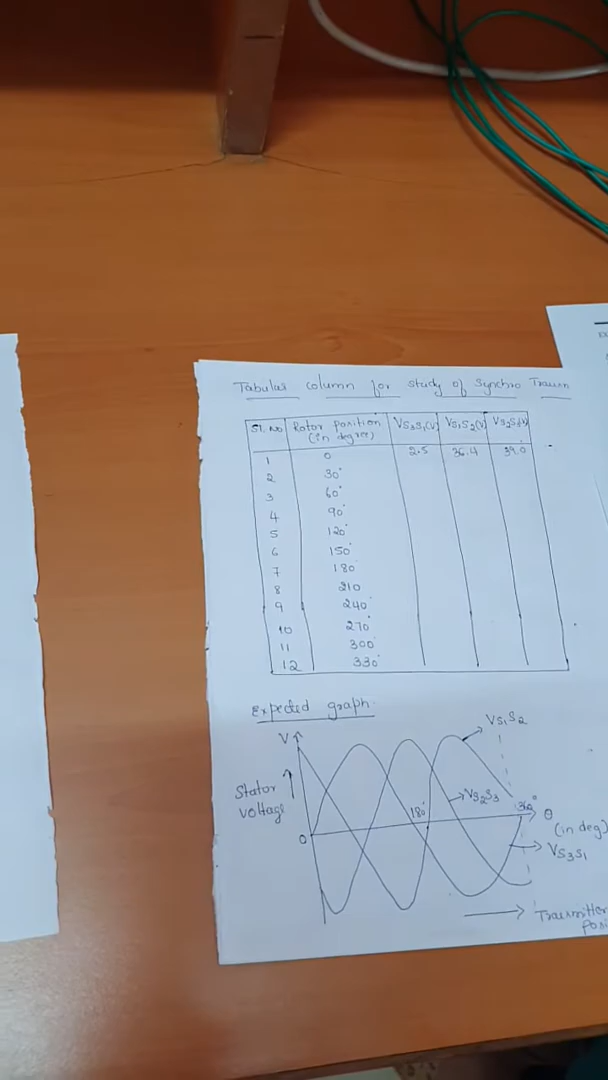 Tabular column for study of Synchro Transm
Sl. No Rotor position (in degree) VS3S1(V) VS1S2(V) VS2S3(V)
1 0° 2.5 36.4 39.0
2 30°
3 60°
4 90°
5 120°
6 150°
7 180°
8 210
9 240°
10 270°
11 300°
12 330°
Expected graph.
V
VS1S2
Stator
voltage
VS2S3
0
180°
360°
θ
(in deg)
VS3S1
Transmitter